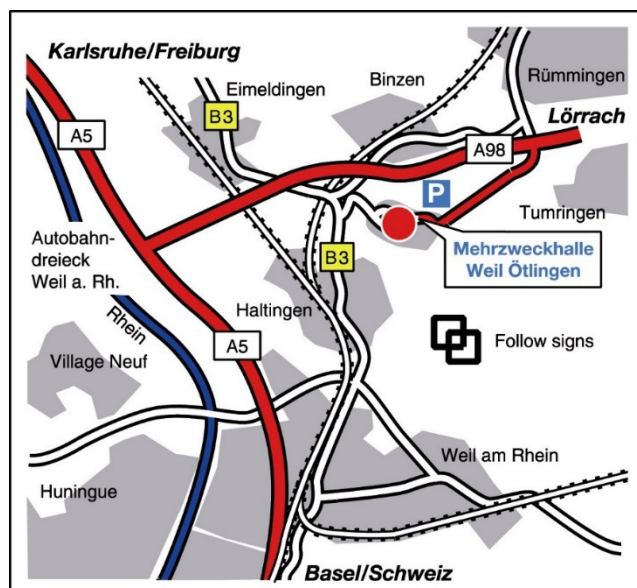 Karlsruhe/Freiburg
Eimeldingen
Binzen
Rümmingen
B3
Lörrach
A5
A98
P
Tumringen
Autobahn-
dreieck
Weil a. Rh.
Mehrzweckhalle
Weil Ötlingen
B3
Haltingen
Rhein
A5
Follow signs
Village Neuf
Weil am Rhein
Huningue
Basel/Schweiz